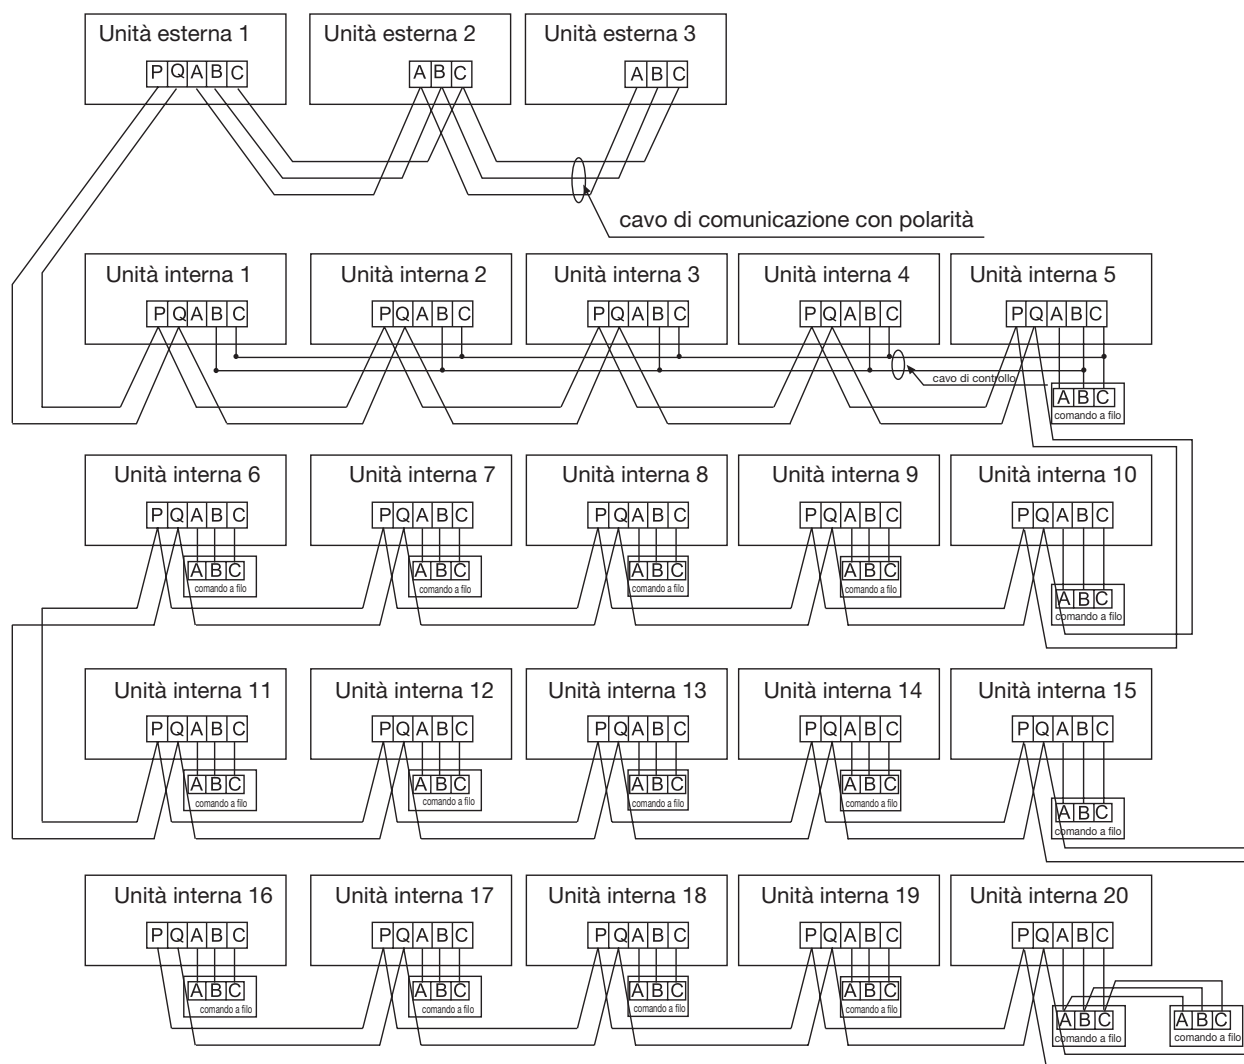 Unità esterna 1 Unità esterna 2 Unità esterna 3
P Q A B C A B C A B C
cavo di comunicazione con polarità
Unità interna 1 Unità interna 2 Unità interna 3 Unità interna 4 Unità interna 5
P Q A B C P Q A B C P Q A B C P Q A B C P Q A B C
cavo di controllo
A B C
comando a filo
Unità interna 6 Unità interna 7 Unità interna 8 Unità interna 9 Unità interna 10
P Q A B C P Q A B C P Q A B C P Q A B C P Q A B C
A B C A B C A B C A B C A B C
comando a filo comando a filo comando a filo comando a filo comando a filo
Unità interna 11 Unità interna 12 Unità interna 13 Unità interna 14 Unità interna 15
P Q A B C P Q A B C P Q A B C P Q A B C P Q A B C
A B C A B C A B C A B C A B C
comando a filo comando a filo comando a filo comando a filo comando a filo
Unità interna 16 Unità interna 17 Unità interna 18 Unità interna 19 Unità interna 20
P Q A B C P Q A B C P Q A B C P Q A B C P Q A B C
A B C A B C A B C A B C A B C A B C
comando a filo comando a filo comando a filo comando a filo comando a filo comando a filo